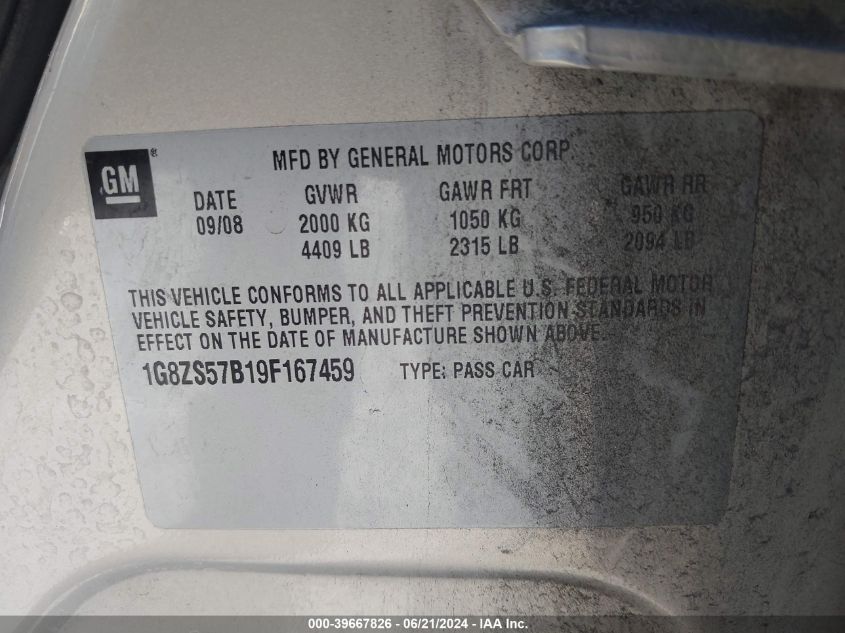 GM®
MFD BY GENERAL MOTORS CORP
DATE GVWR GAWR FRT GAWR RR
09/08 2000 KG 1050 KG 950 KG
4409 LB 2315 LB 2094 LB
THIS VEHICLE CONFORMS TO ALL APPLICABLE U.S. FEDERAL MOTOR
VEHICLE SAFETY, BUMPER, AND THEFT PREVENTION STANDARDS IN
EFFECT ON THE DATE OF MANUFACTURE SHOWN ABOVE.
1G8ZS57B19F167459 TYPE: PASS CAR
000-39667826 - 06/21/2024 - IAAI.com